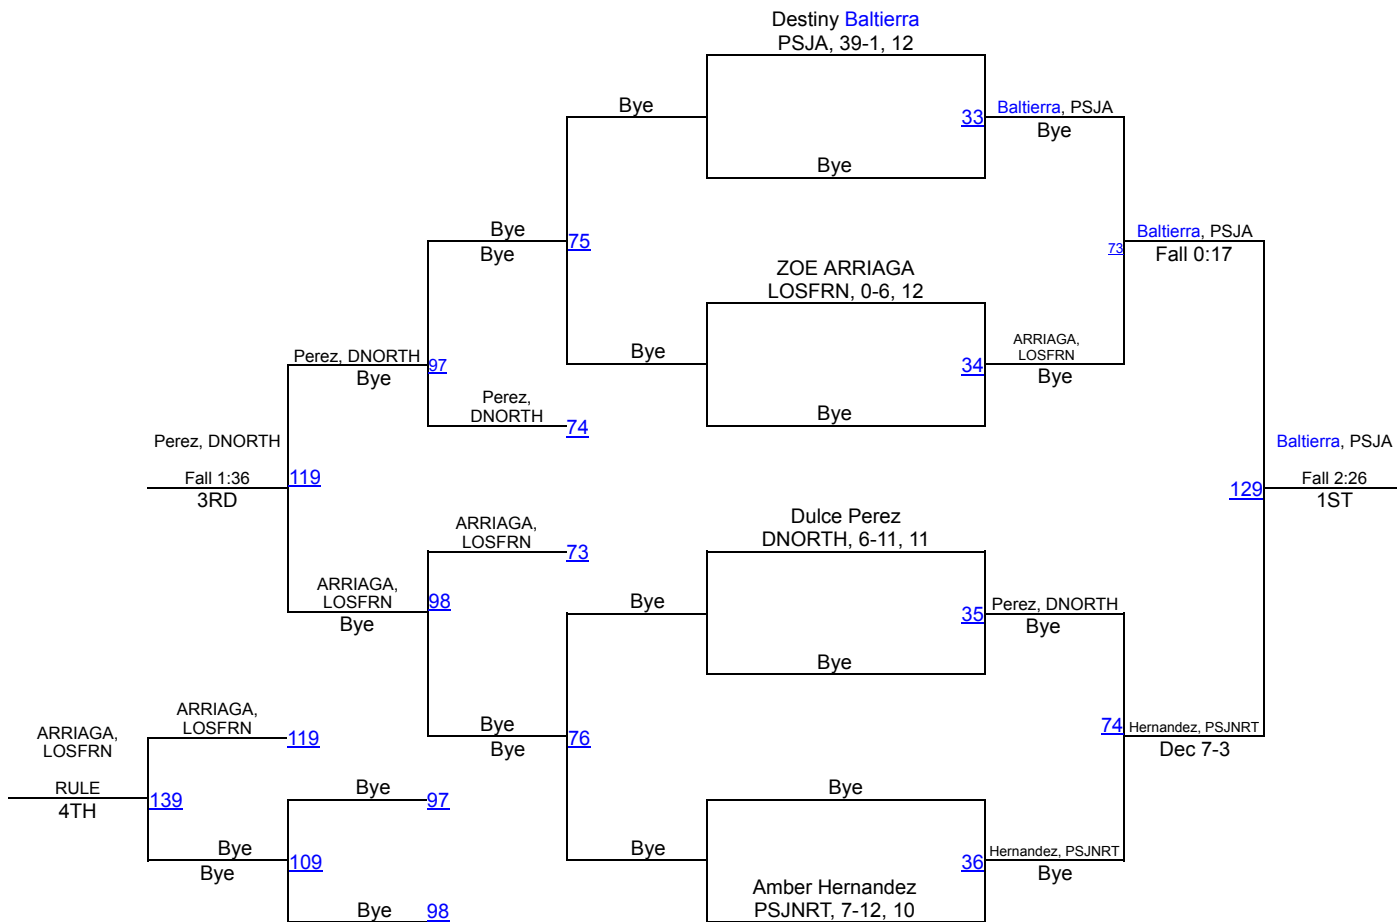 Destiny Baltierra
PSJA, 39-1, 12
Bye
33
Baltierra, PSJA
Bye
Bye
Bye
Bye
75
Baltierra, PSJA
73
Fall 0:17
ZOE ARRIAGA
LOSFRN, 0-6, 12
ARRIAGA,
LOSFRN
Bye
34
Bye
Perez, DNORTH
97
Bye
Bye
Perez,
DNORTH
74
Perez, DNORTH
Fall 1:36
119
3RD
Baltierra, PSJA
Fall 2:26
129
1ST
Dulce Perez
DNORTH, 6-11, 11
ARRIAGA,
LOSFRN
73
ARRIAGA,
LOSFRN
98
Bye
Bye
35
Perez, DNORTH
Bye
Bye
ARRIAGA,
LOSFRN
119
ARRIAGA,
LOSFRN
RULE
139
4TH
Bye
76
Bye
74
Hernandez, PSJNRT
Dec 7-3
Bye
97
Bye
Bye
109
Bye
Bye
36
Hernandez, PSJNRT
Bye
Amber Hernandez
PSJNRT, 7-12, 10
Bye
98